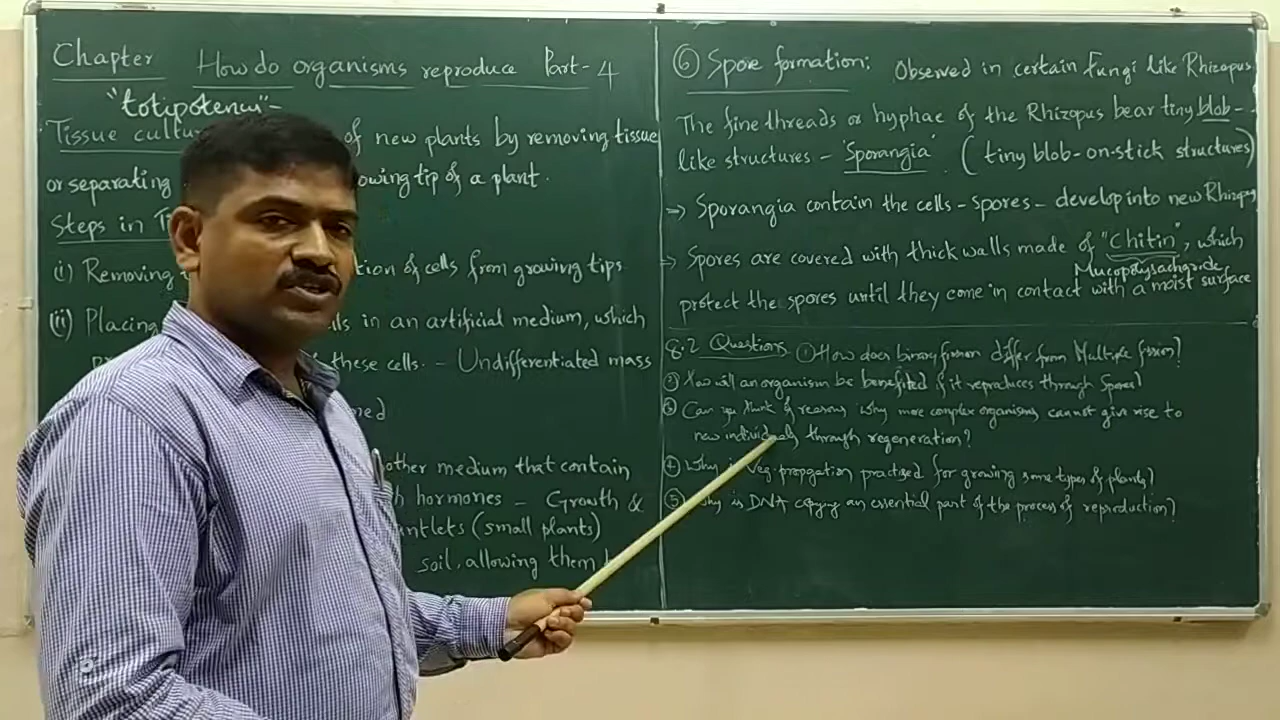 Chapter How do organisms reproduce Part-4
"totipotency"-
Tissue cultu of new plants by removing tissue
or separating owing tip of a plant.
Steps in T
i) Removing tion of cells from growing tips
(ii) Placing lls in an artificial medium, which
these cells. - Undifferentiated mass
med
other medium that contain
h hormones - Growth &
antlets (small plants)
soil, allowing them
⑥ Spore formation: Observed in certain fungi like Rhizopus
The fine threads or hyphae of the Rhizopus bear tiny blob-
like structures - 'Sporangia' (tiny blob-on-stick structures)
=> Sporangia contain the cells - spores - develop into new Rhizopus
-> Spores are covered with thick walls made of "chitin", which
Mucopolysacharide
protect the spores until they come in contact with a moist surface
8.2 Questions. ① How does binary fission differ from Multiple fission?
② How will an organism be benefited if it reproduces through Spores?
③ Can you think of reasons why more complex organisms cannot give rise to
new individuals through regeneration?
④ Why is Veg. propgation practised for growing some types of plants?
⑤ Why is DNA copying an essential part of the process of reproduction?